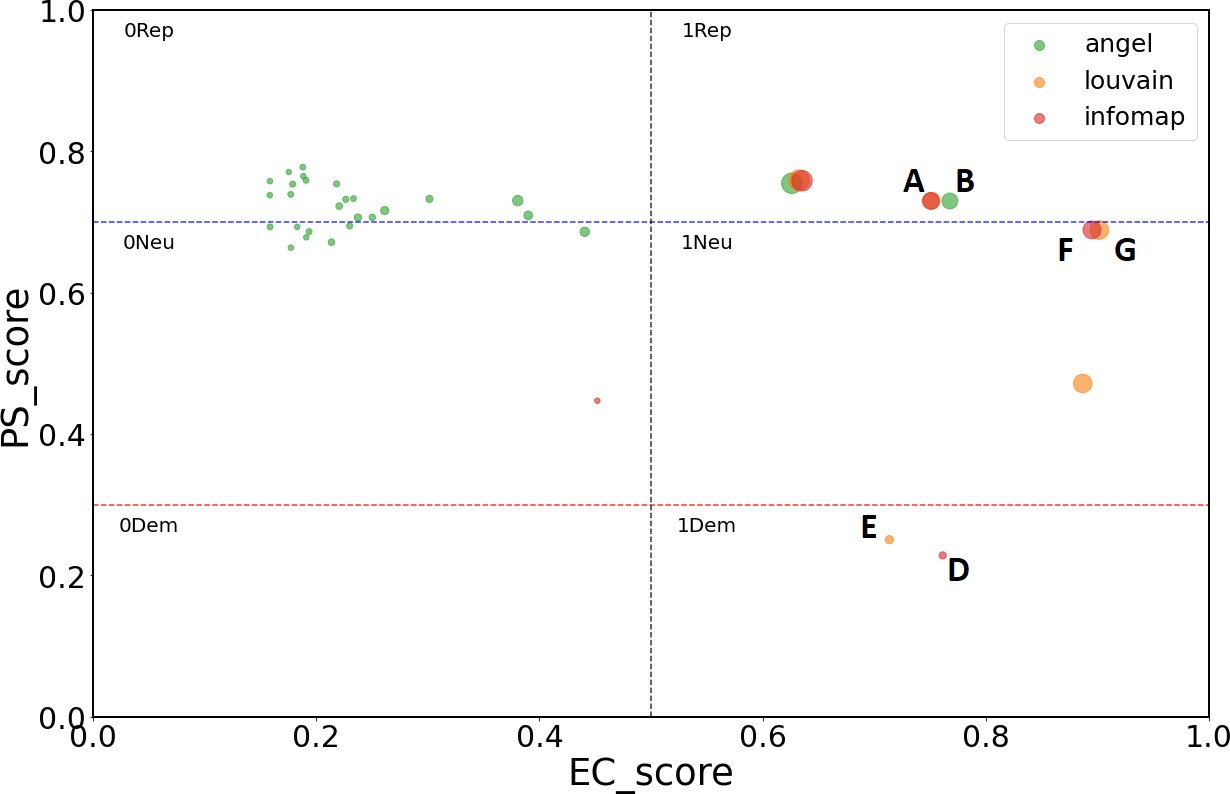 1.0
0Rep
1Rep
angel
louvain
infomap
0.8
A
B
0Neu
1Neu
F
G
0.6
PS_score
0.4
0Dem
1Dem
E
D
0.2
0.0
0.0
0.2
0.4
0.6
0.8
1.0
EC_score